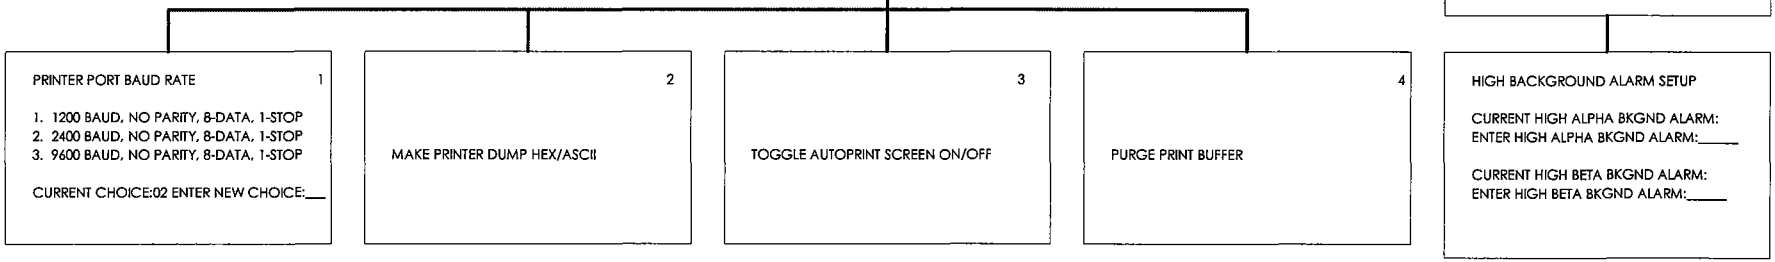 PRINTER PORT BAUD RATE 1
1. 1200 BAUD, NO PARITY, 8-DATA, 1-STOP
2. 2400 BAUD, NO PARITY, 8-DATA, 1-STOP
3. 9600 BAUD, NO PARITY, 8-DATA, 1-STOP
CURRENT CHOICE:02 ENTER NEW CHOICE:___
2
MAKE PRINTER DUMP HEX/ASCII
3
TOGGLE AUTOPRINT SCREEN ON/OFF
4
PURGE PRINT BUFFER
HIGH BACKGROUND ALARM SETUP
CURRENT HIGH ALPHA BKGND ALARM:
ENTER HIGH ALPHA BKGND ALARM:______
CURRENT HIGH BETA BKGND ALARM:
ENTER HIGH BETA BKGND ALARM:______